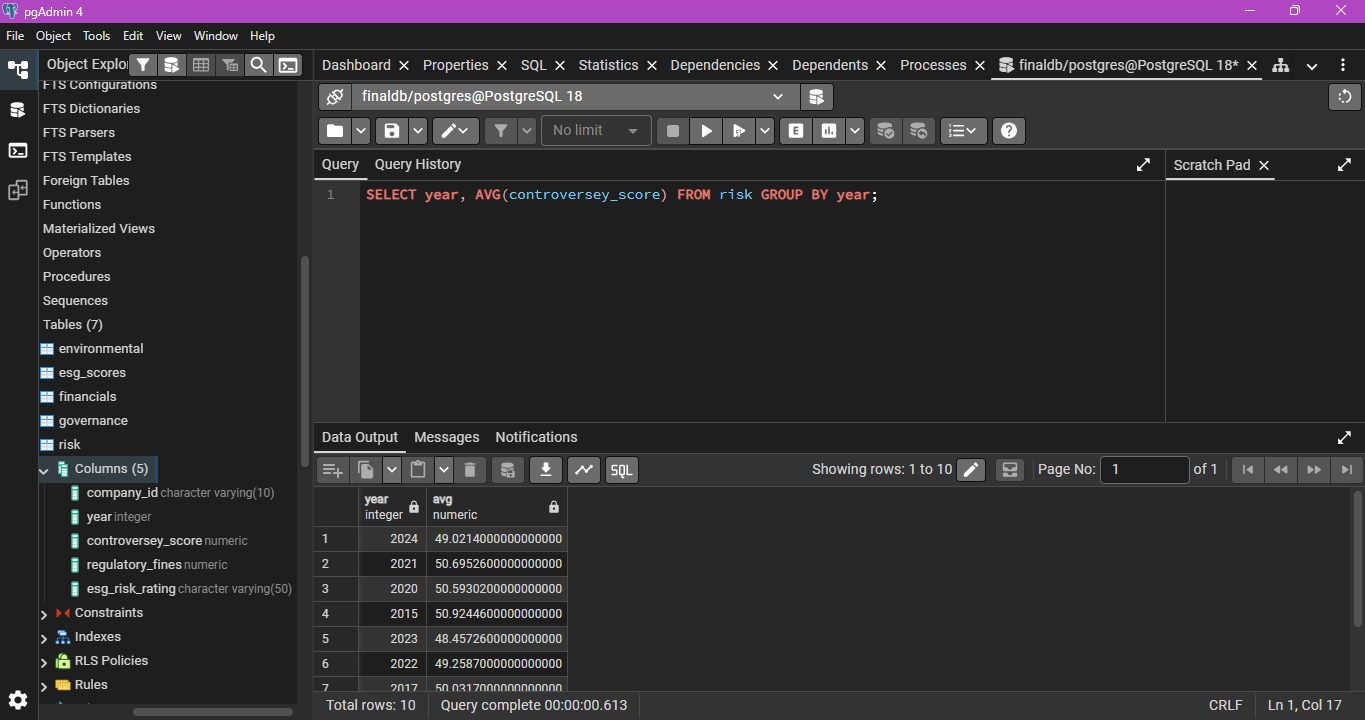 pgAdmin 4
File Object Tools Edit View Window Help
Object Explo
FTS Configurations
FTS Dictionaries
FTS Parsers
FTS Templates
Foreign Tables
Functions
Materialized Views
Operators
Procedures
Sequences
Tables (7)
environmental
esg_scores
financials
governance
risk
Columns (5)
company_id character varying(10)
year integer
controversey_score numeric
regulatory_fines numeric
esg_risk_rating character varying(50)
Constraints
Indexes
RLS Policies
Rules
Dashboard Properties SQL Statistics Dependencies Dependents Processes finaldb/postgres@PostgreSQL 18*
finaldb/postgres@PostgreSQL 18
No limit E
Query Query History
Scratch Pad
1 SELECT year, AVG(controversey_score) FROM risk GROUP BY year;
Data Output Messages Notifications
SQL Showing rows: 1 to 10 Page No: 1 of 1
year avg
integer numeric
1 2024 49.0214000000000000
2 2021 50.6952600000000000
3 2020 50.5930200000000000
4 2015 50.9244600000000000
5 2023 48.4572600000000000
6 2022 49.2587000000000000
7 2017 50.0317000000000000
Total rows: 10 Query complete 00:00:00.613 CRLF Ln 1, Col 17